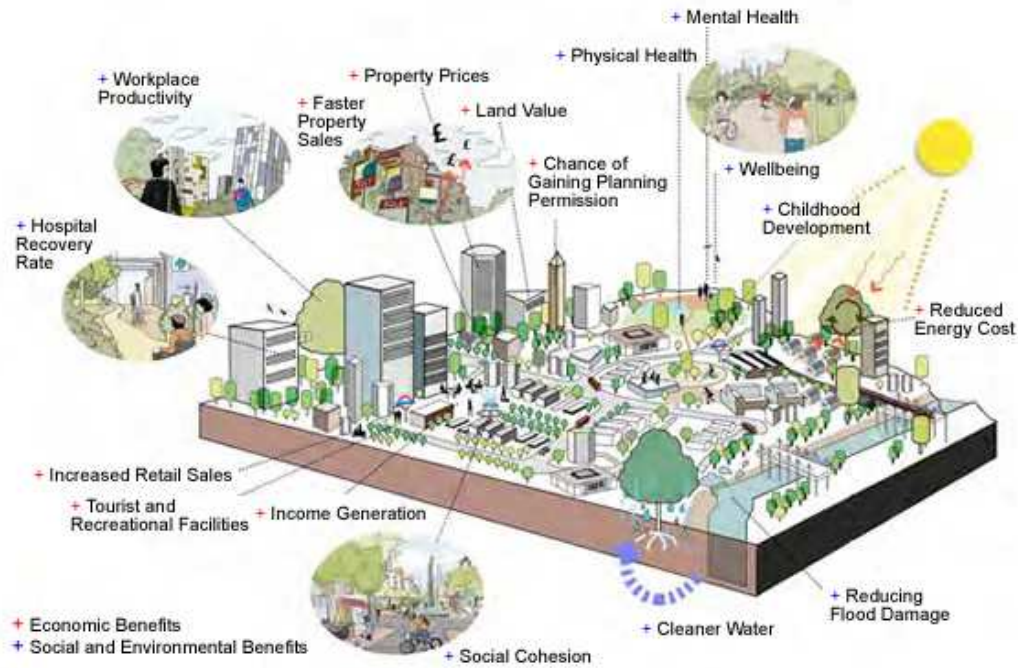 + Mental Health
+ Physical Health
+ Workplace
Productivity
+ Property Prices
+ Faster
Property
Sales
+ Land Value
£
£
£
+ Chance of
Gaining Planning
Permission
+ Wellbeing
+ Childhood
Development
+ Hospital
Recovery
Rate
+ Reduced
Energy Cost
+ Increased Retail Sales
+ Tourist and
Recreational Facilities
+ Income Generation
+ Reducing
Flood Damage
+ Cleaner Water
+ Social Cohesion
+ Economic Benefits
+ Social and Environmental Benefits